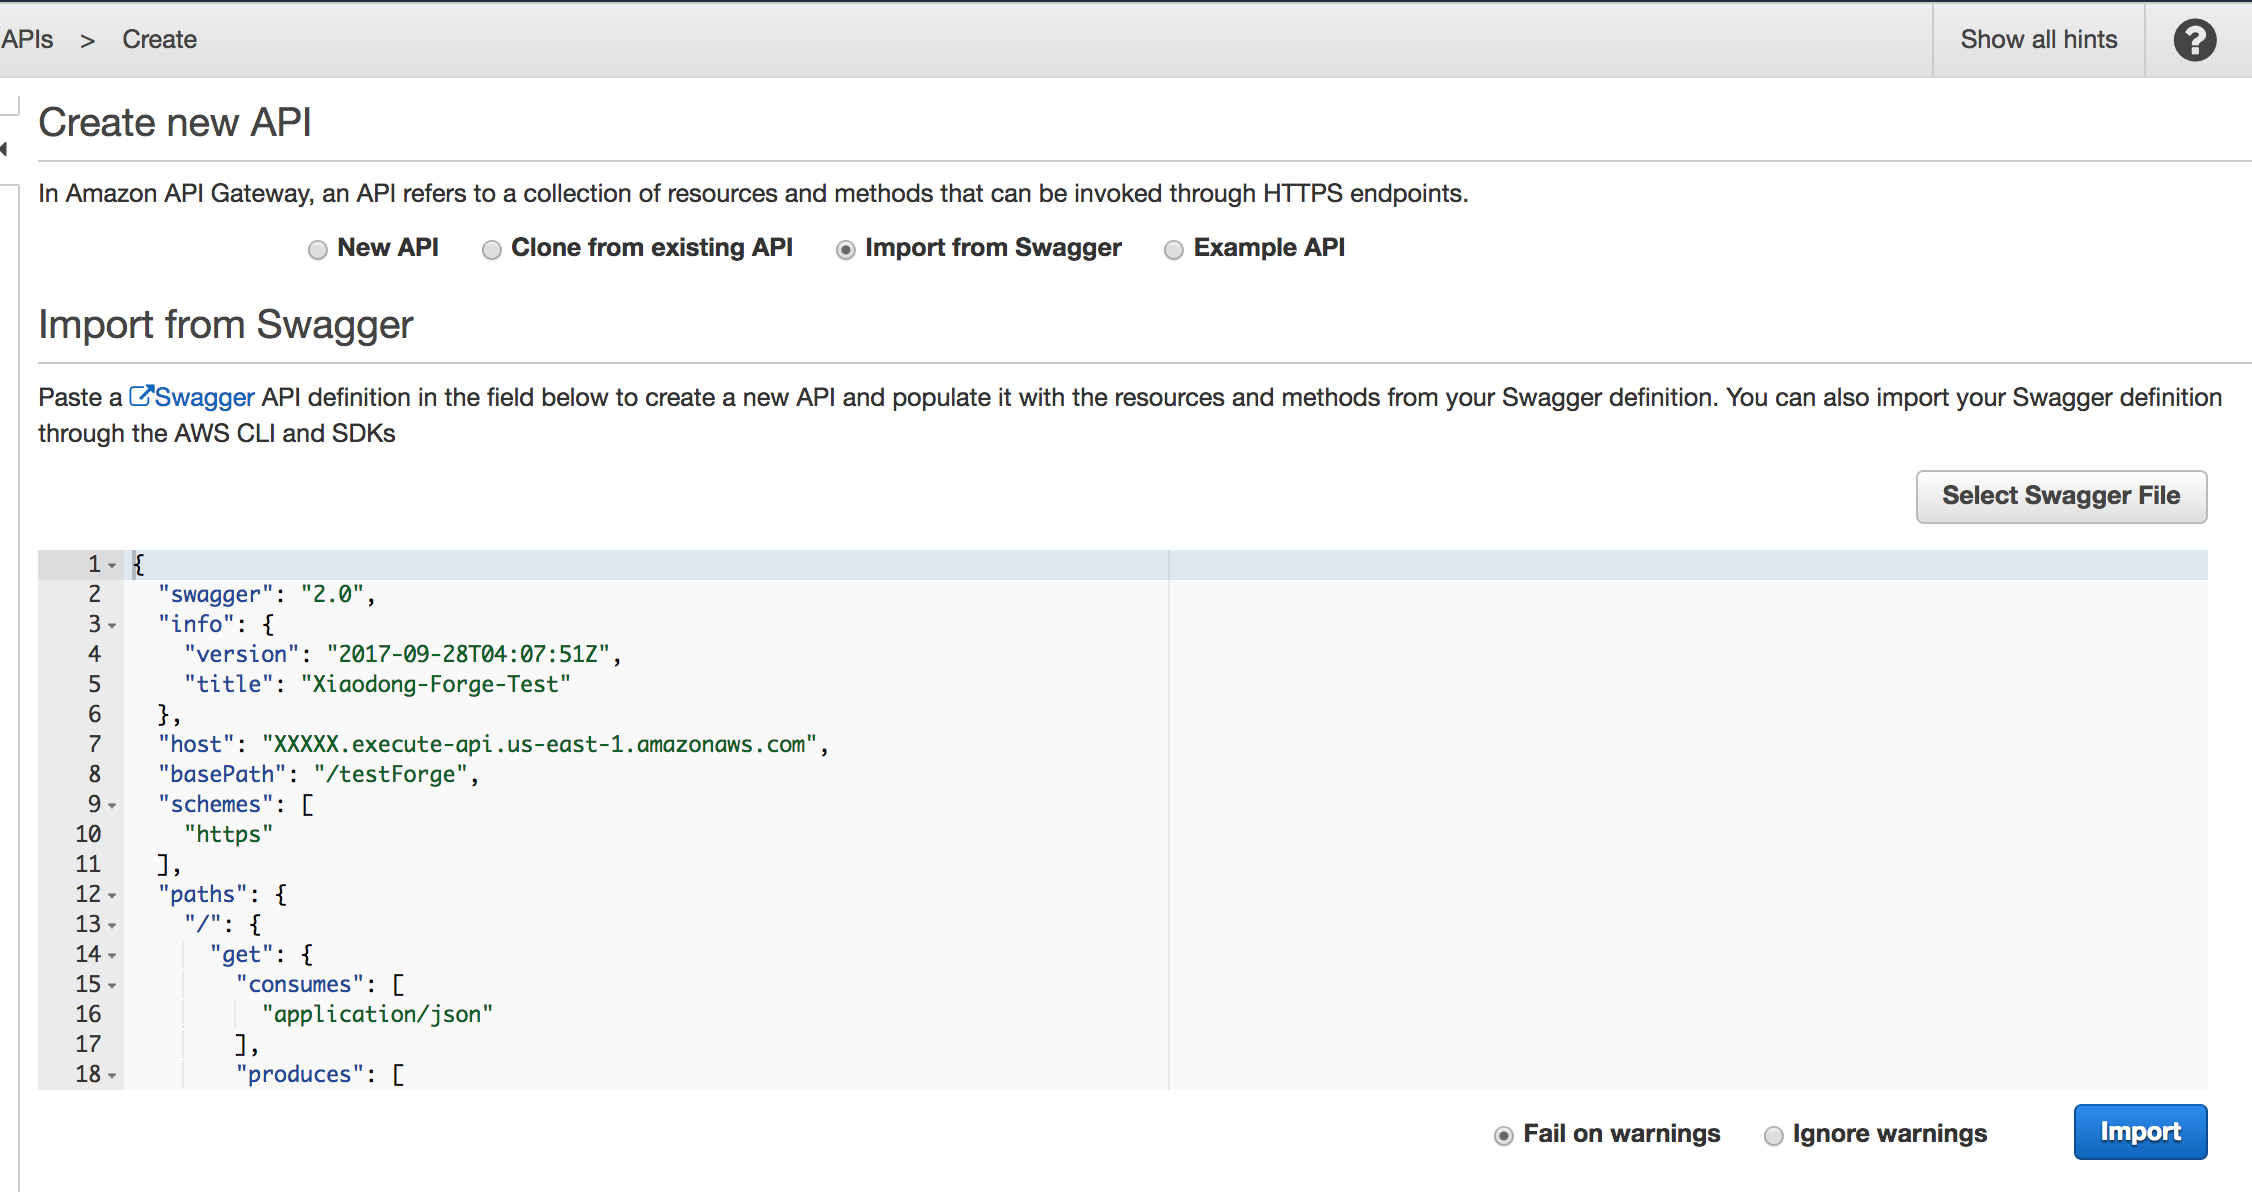 APIs > Create
Show all hints
?
Create new API
In Amazon API Gateway, an API refers to a collection of resources and methods that can be invoked through HTTPS endpoints.
New API Clone from existing API Import from Swagger Example API
Import from Swagger
Paste a Swagger API definition in the field below to create a new API and populate it with the resources and methods from your Swagger definition. You can also import your Swagger definition
through the AWS CLI and SDKs
Select Swagger File
1 {
2 "swagger": "2.0",
3 "info": {
4 "version": "2017-09-28T04:07:51Z",
5 "title": "Xiaodong-Forge-Test"
6 },
7 "host": "XXXXX.execute-api.us-east-1.amazonaws.com",
8 "basePath": "/testForge",
9 "schemes": [
10 "https"
11 ],
12 "paths": {
13 "/": {
14 "get": {
15 "consumes": [
16 "application/json"
17 ],
18 "produces": [
Fail on warnings Ignore warnings Import